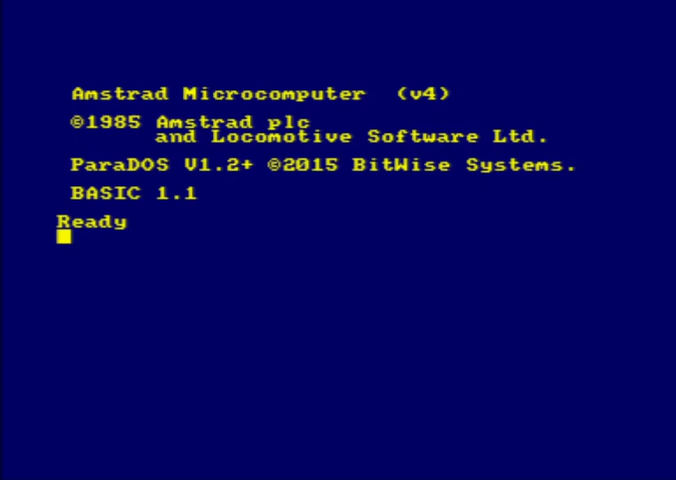 Amstrad Microcomputer  (v4)
©1985 Amstrad plc
and Locomotive Software Ltd.
ParaDOS V1.2+ ©2015 BitWise Systems.
BASIC 1.1
Ready